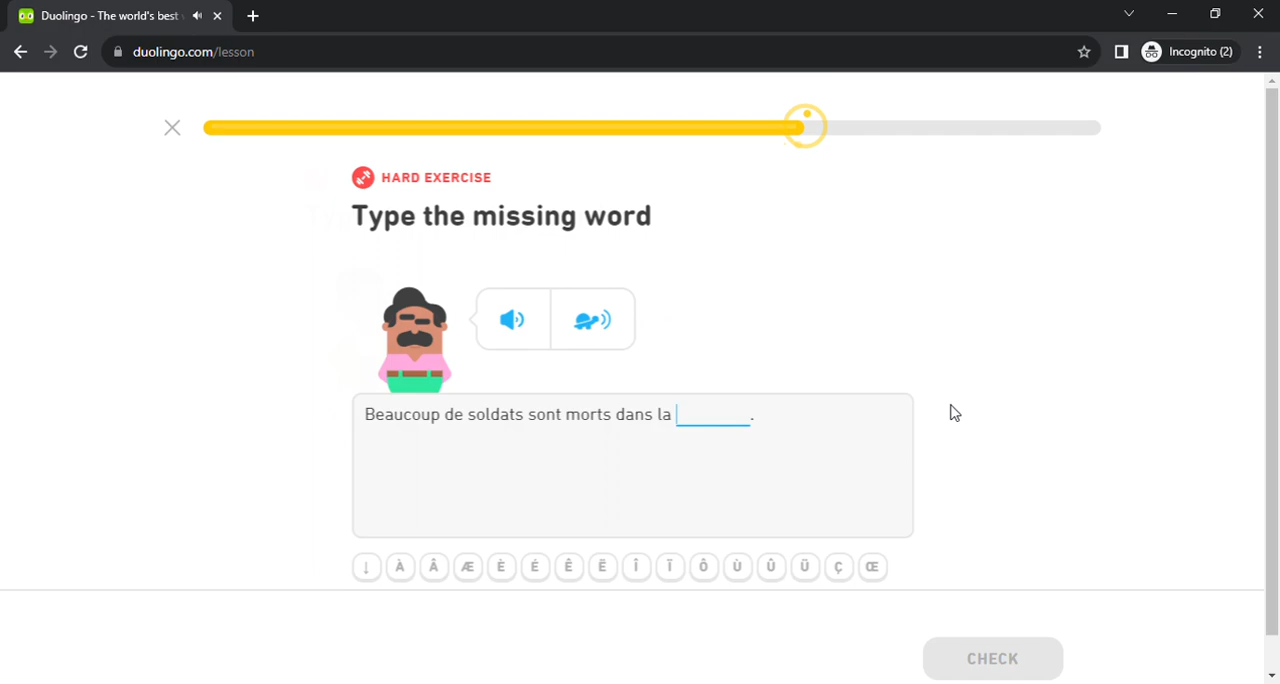 Duolingo - The world's best
duolingo.com/lesson
Incognito (2)
HARD EXERCISE
Type the missing word
Beaucoup de soldats sont morts dans la ________.
↓ À Â Æ È É Ê Ë Î Ï Ô Ù Û Ü Ç Œ
CHECK